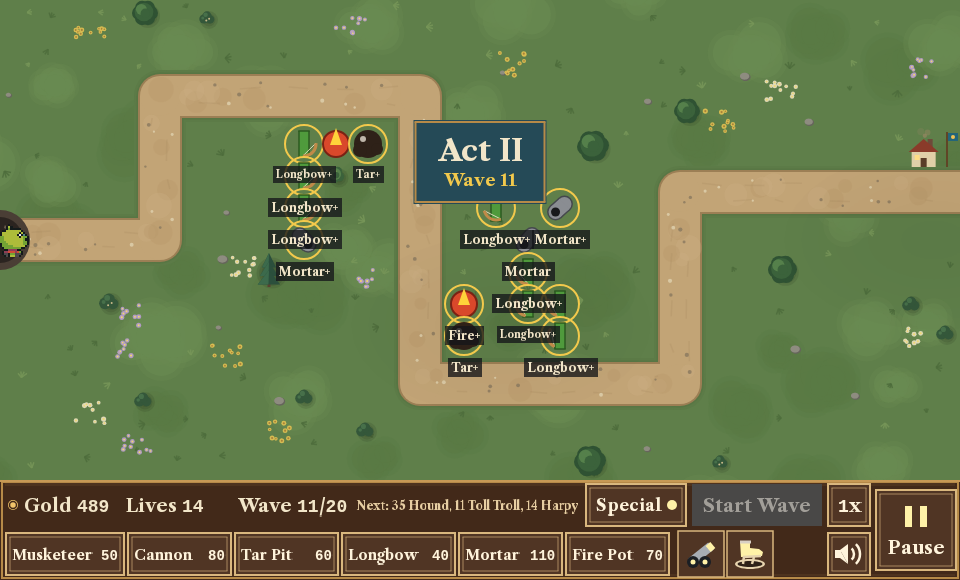 Act II
Wave 11
Longbow+
Tar+
Longbow+
Longbow+
Mortar+
Longbow+
Mortar+
Mortar
Longbow+
Fire+
Longbow+
Tar+
Longbow+
Gold 489
Lives 14
Wave 11/20
Next: 35 Hound, 11 Toll Troll, 14 Harpy
Special
Start Wave
1x
Pause
Musketeer 50
Cannon 80
Tar Pit 60
Longbow 40
Mortar 110
Fire Pot 70